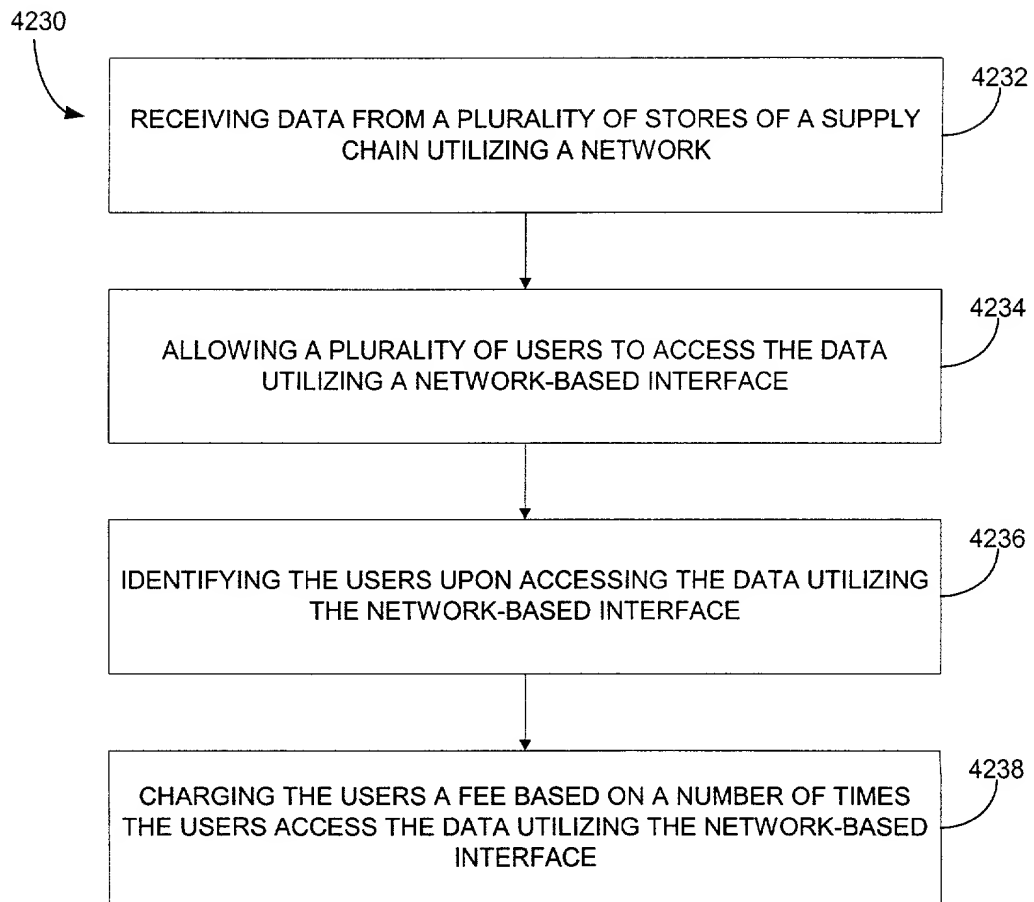 4230
4232
RECEIVING DATA FROM A PLURALITY OF STORES OF A SUPPLY
CHAIN UTILIZING A NETWORK
4234
ALLOWING A PLURALITY OF USERS TO ACCESS THE DATA
UTILIZING A NETWORK-BASED INTERFACE
4236
IDENTIFYING THE USERS UPON ACCESSING THE DATA UTILIZING
THE NETWORK-BASED INTERFACE
4238
CHARGING THE USERS A FEE BASED ON A NUMBER OF TIMES
THE USERS ACCESS THE DATA UTILIZING THE NETWORK-BASED
INTERFACE